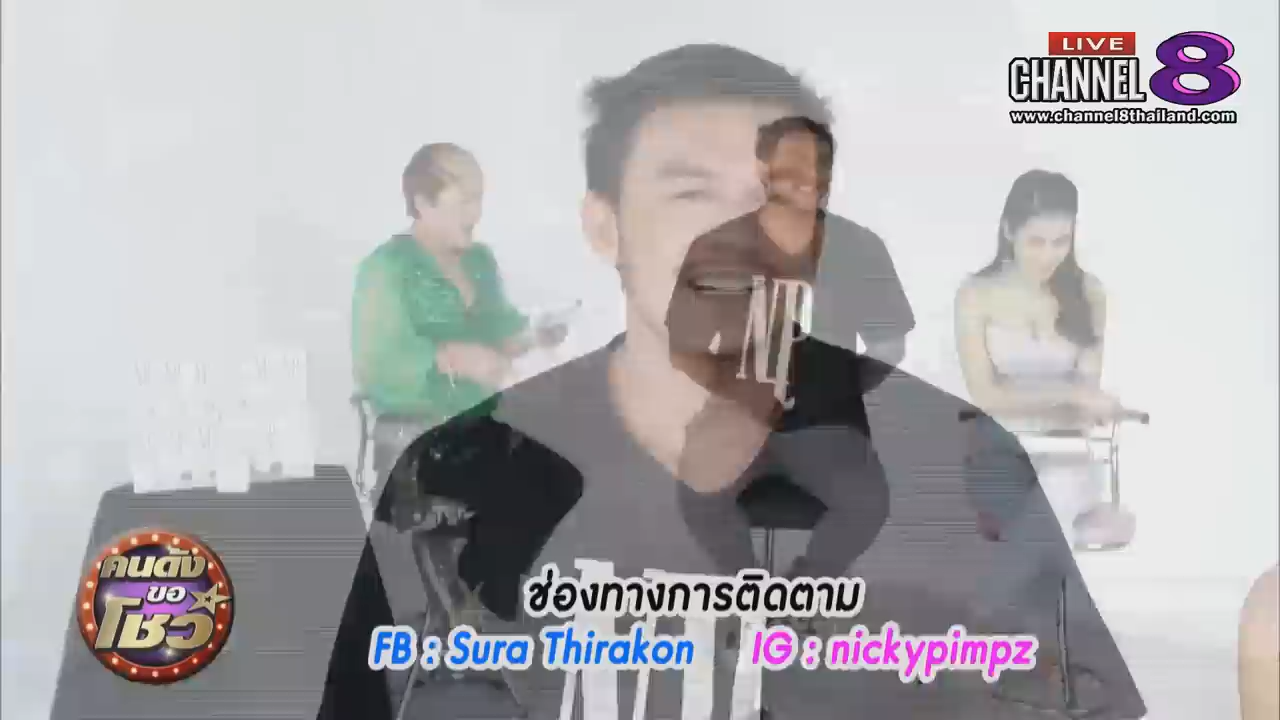 LIVE
CHANNEL 8
www.channel8thailand.com
NP
คนดัง
ขอ
โชว์
ช่องทางการติดตาม
FB : Sura Thirakon IG : nickypimpz